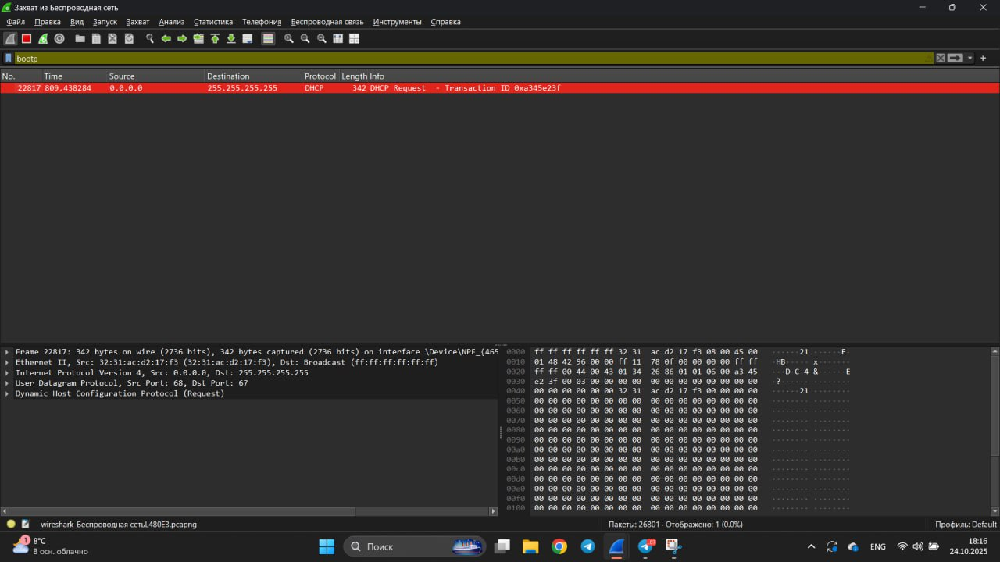 Захват из Беспроводная сеть
Файл Правка Вид Запуск Захват Анализ Статистика Телефония Беспроводная связь Инструменты Справка
bootp
No. Time Source Destination Protocol Length Info
22817 809.438284 0.0.0.0 255.255.255.255 DHCP 342 DHCP Request - Transaction ID 0xa345e23f
Frame 22817: 342 bytes on wire (2736 bits), 342 bytes captured (2736 bits) on interface \Device\NPF_{465
Ethernet II, Src: 32:31:ac:d2:17:f3 (32:31:ac:d2:17:f3), Dst: Broadcast (ff:ff:ff:ff:ff:ff)
Internet Protocol Version 4, Src: 0.0.0.0, Dst: 255.255.255.255
User Datagram Protocol, Src Port: 68, Dst Port: 67
Dynamic Host Configuration Protocol (Request)
0000 ff ff ff ff ff ff 32 31 ac d2 17 f3 08 00 45 00 ······21 ······E·
0010 01 48 42 96 00 00 ff 11 78 0f 00 00 00 00 ff ff ·HB····· x·······
0020 ff ff 00 44 00 43 01 34 26 86 01 01 06 00 a3 45 ···D·C·4 &······E
0030 e2 3f 00 03 00 00 00 00 00 00 00 00 00 00 00 00 ·?······ ········
0040 00 00 00 00 00 00 32 31 ac d2 17 f3 00 00 00 00 ······21 ········
0050 00 00 00 00 00 00 00 00 00 00 00 00 00 00 00 00 ········ ········
0060 00 00 00 00 00 00 00 00 00 00 00 00 00 00 00 00 ········ ········
0070 00 00 00 00 00 00 00 00 00 00 00 00 00 00 00 00 ········ ········
0080 00 00 00 00 00 00 00 00 00 00 00 00 00 00 00 00 ········ ········
0090 00 00 00 00 00 00 00 00 00 00 00 00 00 00 00 00 ········ ········
00a0 00 00 00 00 00 00 00 00 00 00 00 00 00 00 00 00 ········ ········
00b0 00 00 00 00 00 00 00 00 00 00 00 00 00 00 00 00 ········ ········
00c0 00 00 00 00 00 00 00 00 00 00 00 00 00 00 00 00 ········ ········
00d0 00 00 00 00 00 00 00 00 00 00 00 00 00 00 00 00 ········ ········
00e0 00 00 00 00 00 00 00 00 00 00 00 00 00 00 00 00 ········ ········
00f0 00 00 00 00 00 00 00 00 00 00 00 00 00 00 00 00 ········ ········
0100 00 00 00 00 00 00 00 00 00 00 00 00 00 00 00 00 ········ ········
wireshark_Беспроводная сетьL480E3.pcapng Пакеты: 26801 · Отображено: 1 (0.0%) Профиль: Default
1 8°C
В осн. облачно
Поиск
ENG
18:16
24.10.2025